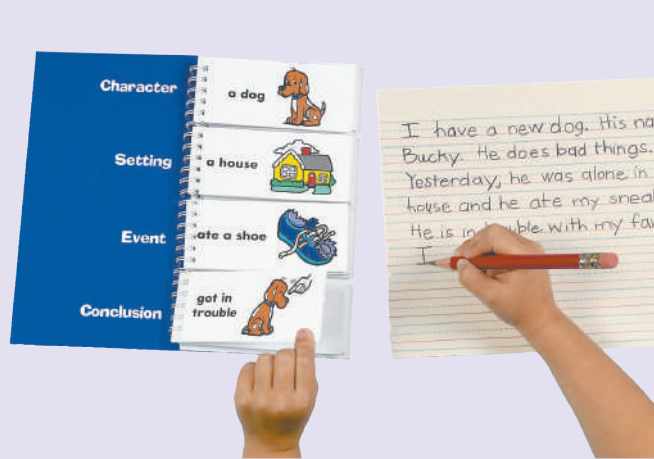 Character
a dog
Setting
a house
Event
ate a shoe
Conclusion
got in
trouble
I have a new dog. His
Bucky. He does bad things.
Yesterday, he was alone in
house and he ate my
He is in with my
I